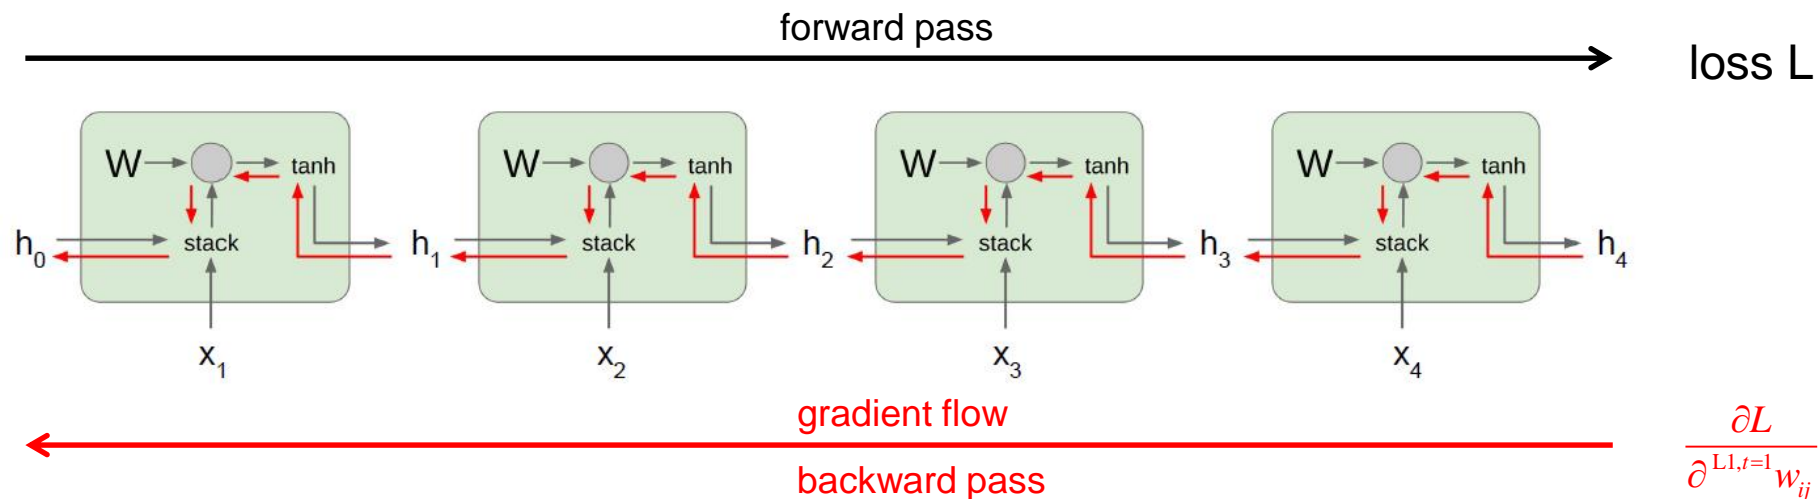 forward pass
loss L
W tanh W tanh W tanh W tanh
h₀ stack h₁ stack h₂ stack h₃ stack h₄
x₁ x₂ x₃ x₄
gradient flow
backward pass
∂L
∂ᴸ¹,ᵗ⁼¹wᵢⱼ